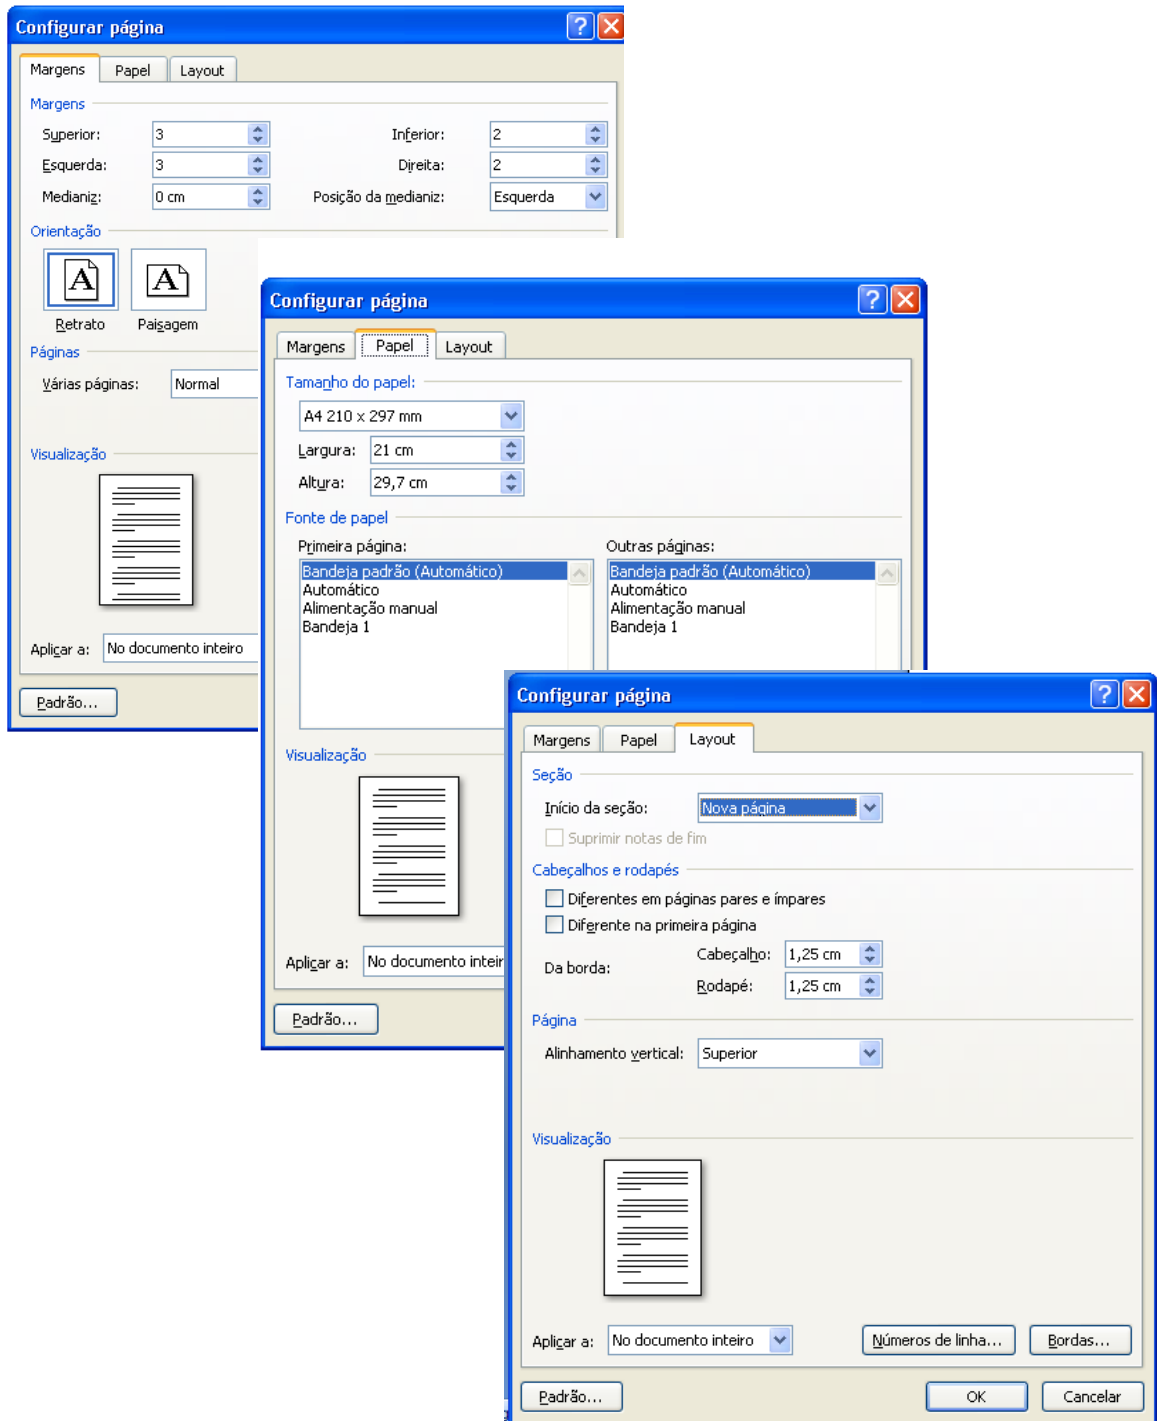 Configurar página
Margens Papel Layout
Margens
Superior: 3 Inferior: 2
Esquerda: 3 Direita: 2
Medianiz: 0 cm Posição da medianiz: Esquerda
Orientação
A A
Retrato Paisagem
Páginas
Várias páginas: Normal
Visualização
Aplicar a: No documento inteiro
Padrão...
Configurar página
Margens Papel Layout
Tamanho do papel:
A4 210 x 297 mm
Largura: 21 cm
Altura: 29,7 cm
Fonte de papel
Primeira página: Outras páginas:
Bandeja padrão (Automático) Bandeja padrão (Automático)
Automático Automático
Alimentação manual Alimentação manual
Bandeja 1 Bandeja 1
Visualização
Aplicar a: No documento inteir
Padrão...
Configurar página
Margens Papel Layout
Seção
Início da seção: Nova página
Suprimir notas de fim
Cabeçalhos e rodapés
Diferentes em páginas pares e ímpares
Diferente na primeira página
Da borda: Cabeçalho: 1,25 cm
Rodapé: 1,25 cm
Página
Alinhamento vertical: Superior
Visualização
Aplicar a: No documento inteiro Números de linha... Bordas...
Padrão... OK Cancelar